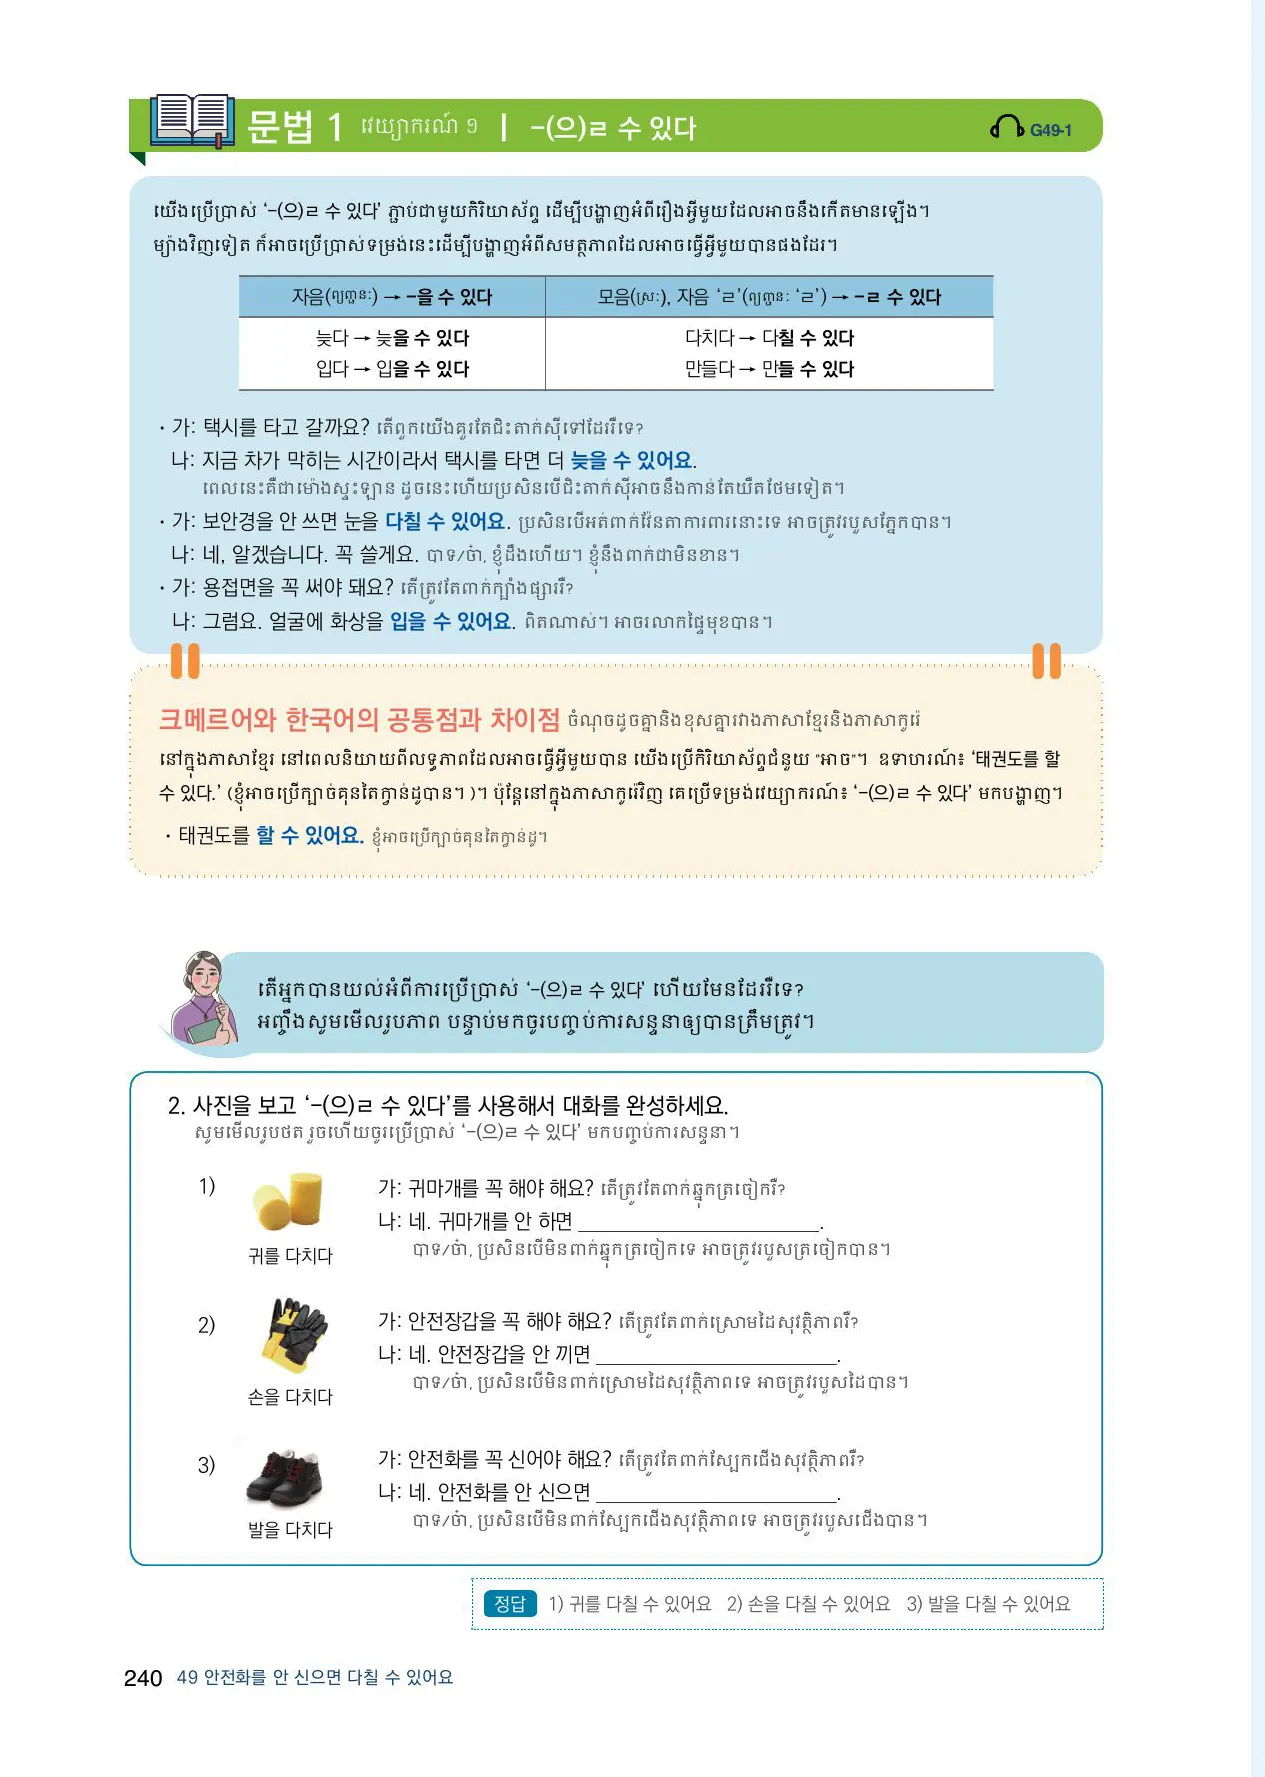 문법 1 វេយ្យាករណ៍ ១ | -(으)ㄹ 수 있다 G49-1
យើងប្រើប្រាស់ ‘-(으)ㄹ 수 있다’ ភ្ជាប់ជាមួយកិរិយាស័ព្ទ ដើម្បីបង្ហាញអំពីរឿងអ្វីមួយដែលអាចនឹងកើតមានឡើង។
ម្យ៉ាងវិញទៀត ក៏អាចប្រើប្រាស់ទម្រង់នេះដើម្បីបង្ហាញអំពីសមត្ថភាពដែលអាចធ្វើអ្វីមួយបានផងដែរ។
자음(ព្យញ្ជនៈ) → -을 수 있다 모음(ស្រៈ), 자음 ‘ㄹ’(ព្យញ្ជនៈ ‘ㄹ’) → -ㄹ 수 있다
늦다 → 늦을 수 있다 다치다 → 다칠 수 있다
입다 → 입을 수 있다 만들다 → 만들 수 있다
· 가: 택시를 타고 갈까요? តើពួកយើងគួរតែជិះតាក់ស៊ីទៅដែររឺទេ?
나: 지금 차가 막히는 시간이라서 택시를 타면 더 늦을 수 있어요.
ពេលនេះគឺជាម៉ោងស្ទះឡាន ដូចនេះហើយប្រសិនបើជិះតាក់ស៊ីអាចនឹងកាន់តែយឺតថែមទៀត។
· 가: 보안경을 안 쓰면 눈을 다칠 수 있어요. ប្រសិនបើអត់ពាក់វ៉ែនតាការពារនោះទេ អាចត្រូវរបួសភ្នែកបាន។
나: 네, 알겠습니다. 꼭 쓸게요. បាទ/ចា៎, ខ្ញុំដឹងហើយ។ ខ្ញុំនឹងពាក់ជាមិនខាន។
· 가: 용접면을 꼭 써야 돼요? តើត្រូវតែពាក់ក្បាំងផ្សាររឺ?
나: 그럼요. 얼굴에 화상을 입을 수 있어요. ពិតណាស់។ អាចរលាកផ្ទៃមុខបាន។
크메르어와 한국어의 공통점과 차이점 ចំណុចដូចគ្នានិងខុសគ្នារវាងភាសាខ្មែរនិងភាសាកូរ៉េ
នៅក្នុងភាសាខ្មែរ នៅពេលនិយាយពីលទ្ធភាពដែលអាចធ្វើអ្វីមួយបាន យើងប្រើកិរិយាស័ព្ទជំនួយ “អាច”។ ឧទាហរណ៍៖ ‘태권도를 할
수 있다.’ (ខ្ញុំអាចប្រើក្បាច់គុនតៃក្វាន់ដូបាន។ )។ ប៉ុន្តែនៅក្នុងភាសាកូរ៉េវិញ គេប្រើទម្រង់វេយ្យាករណ៍៖ ‘-(으)ㄹ 수 있다’ មកបង្ហាញ។
· 태권도를 할 수 있어요. ខ្ញុំអាចប្រើក្បាច់គុនតៃក្វាន់ដូ។
តើអ្នកបានយល់អំពីការប្រើប្រាស់ ‘-(으)ㄹ 수 있다’ ហើយមែនដែររឺទេ?
អញ្ចឹងសូមមើលរូបភាព បន្ទាប់មកចូរបញ្ចប់ការសន្ទនាឲ្យបានត្រឹមត្រូវ។
2. 사진을 보고 ‘-(으)ㄹ 수 있다’를 사용해서 대화를 완성하세요.
សូមមើលរូបថត រួចហើយចូរប្រើប្រាស់ ‘-(으)ㄹ 수 있다’ មកបញ្ចប់ការសន្ទនា។
1) 가: 귀마개를 꼭 해야 해요? តើត្រូវតែពាក់ឆ្នុកត្រចៀករឺ?
나: 네. 귀마개를 안 하면 ______________________.
បាទ/ចា៎, ប្រសិនបើមិនពាក់ឆ្នុកត្រចៀកទេ អាចត្រូវរបួសត្រចៀកបាន។
귀를 다치다
2) 가: 안전장갑을 꼭 해야 해요? តើត្រូវតែពាក់ស្រោមដៃសុវត្ថិភាពរឺ?
나: 네. 안전장갑을 안 끼면 ______________________.
បាទ/ចា៎, ប្រសិនបើមិនពាក់ស្រោមដៃសុវត្ថិភាពទេ អាចត្រូវរបួសដៃបាន។
손을 다치다
3) 가: 안전화를 꼭 신어야 해요? តើត្រូវតែពាក់ស្បែកជើងសុវត្ថិភាពរឺ?
나: 네. 안전화를 안 신으면 ______________________.
បាទ/ចា៎, ប្រសិនបើមិនពាក់ស្បែកជើងសុវត្ថិភាពទេ អាចត្រូវរបួសជើងបាន។
발을 다치다
정답 1) 귀를 다칠 수 있어요 2) 손을 다칠 수 있어요 3) 발을 다칠 수 있어요
240 49 안전화를 안 신으면 다칠 수 있어요